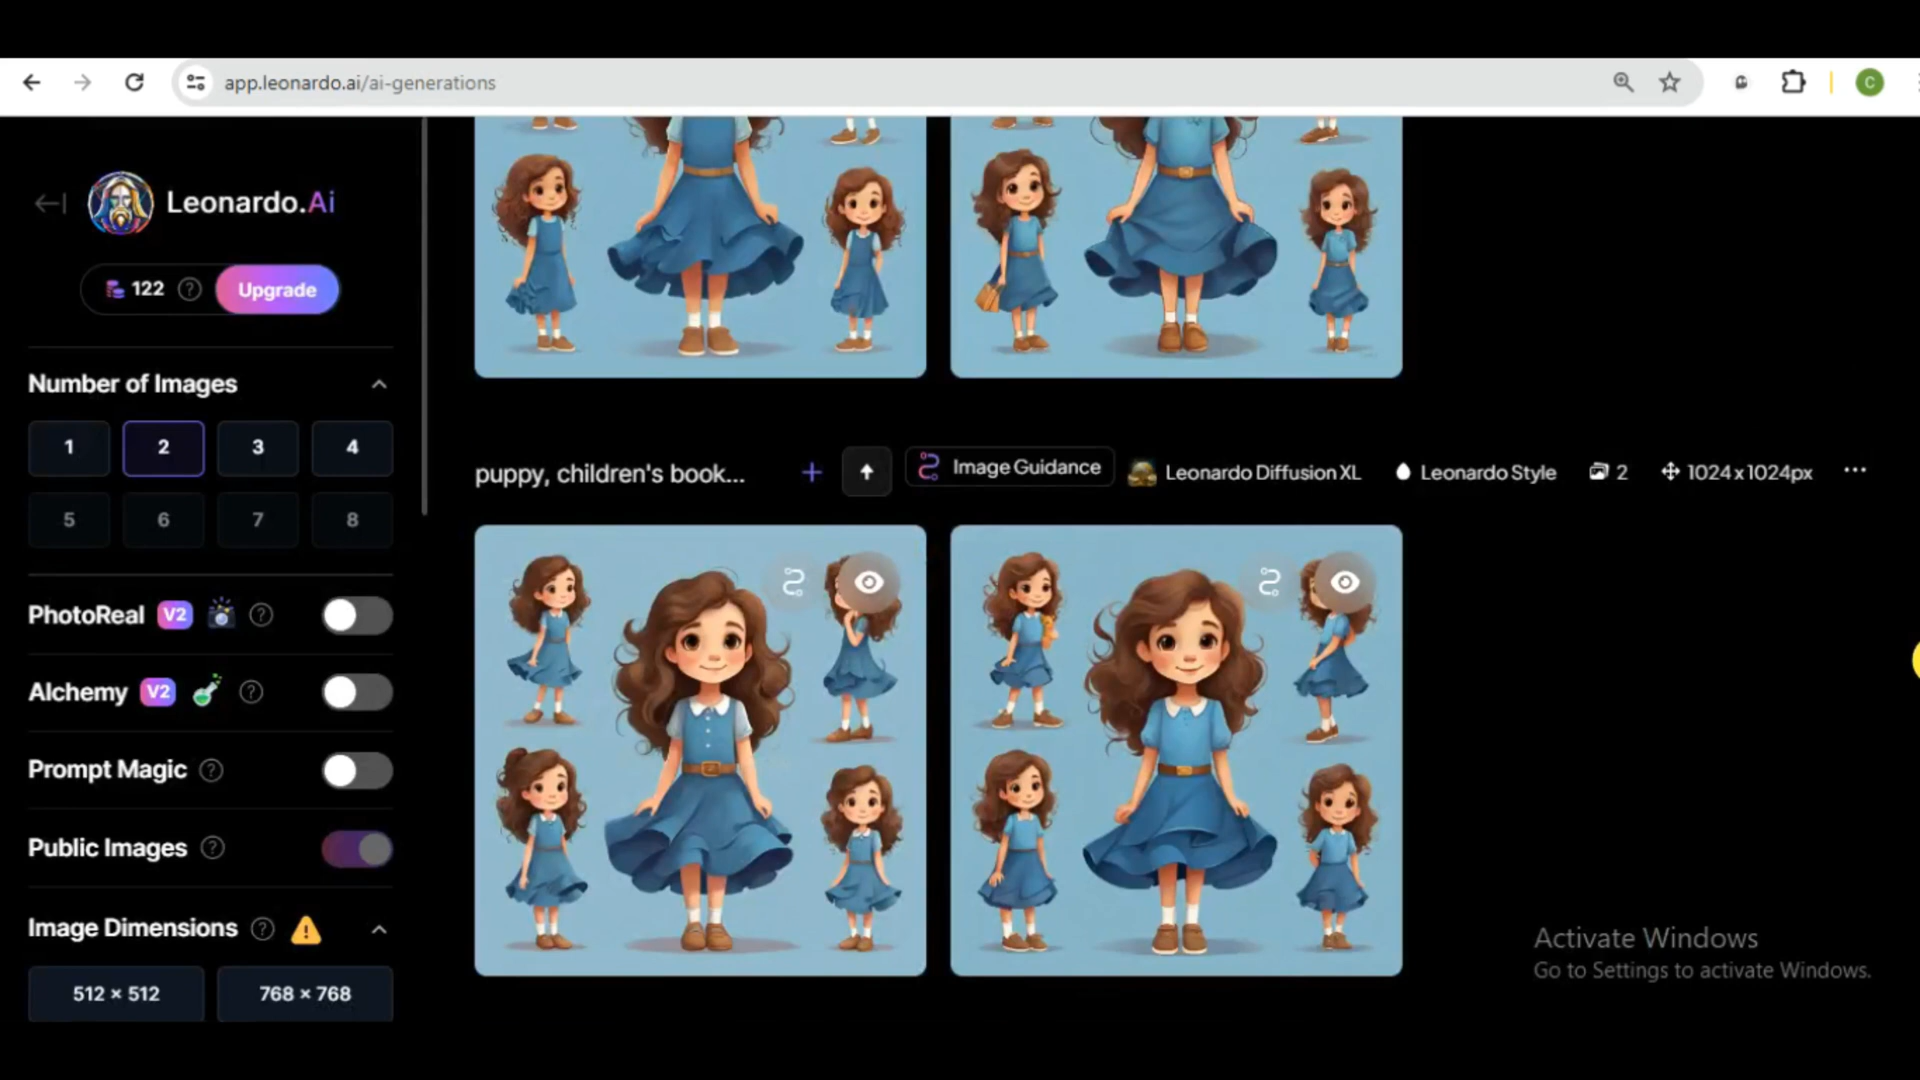 app.leonardo.ai/ai-generations
C
Leonardo.Ai
122 ? Upgrade
Number of Images
1 2 3 4
5 6 7 8
PhotoReal V2 ?
Alchemy V2 ?
Prompt Magic ?
Public Images ?
Image Dimensions ?
512 × 512 768 × 768
puppy, children's book... Image Guidance Leonardo Diffusion XL Leonardo Style 2 1024x1024px
Activate Windows
Go to Settings to activate Windows.